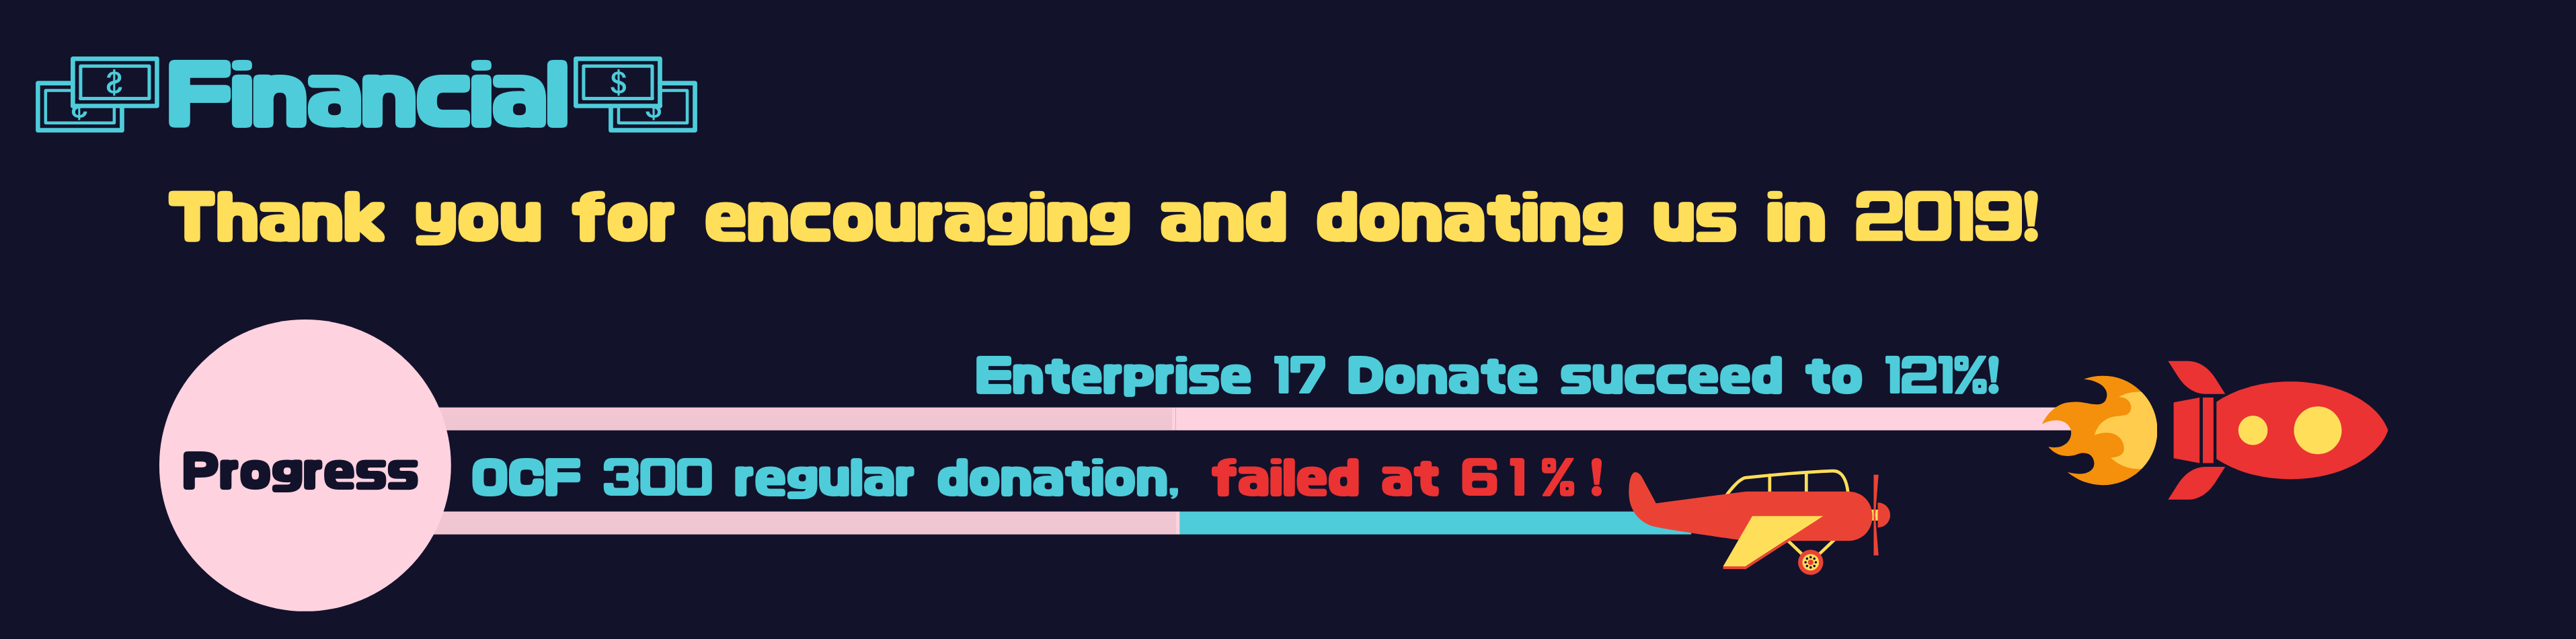 Financial
Thank you for encouraging and donating us in 2019!
Enterprise 17 Donate succeed to 121%!
Progress
OCF 300 regular donation, failed at 61%!